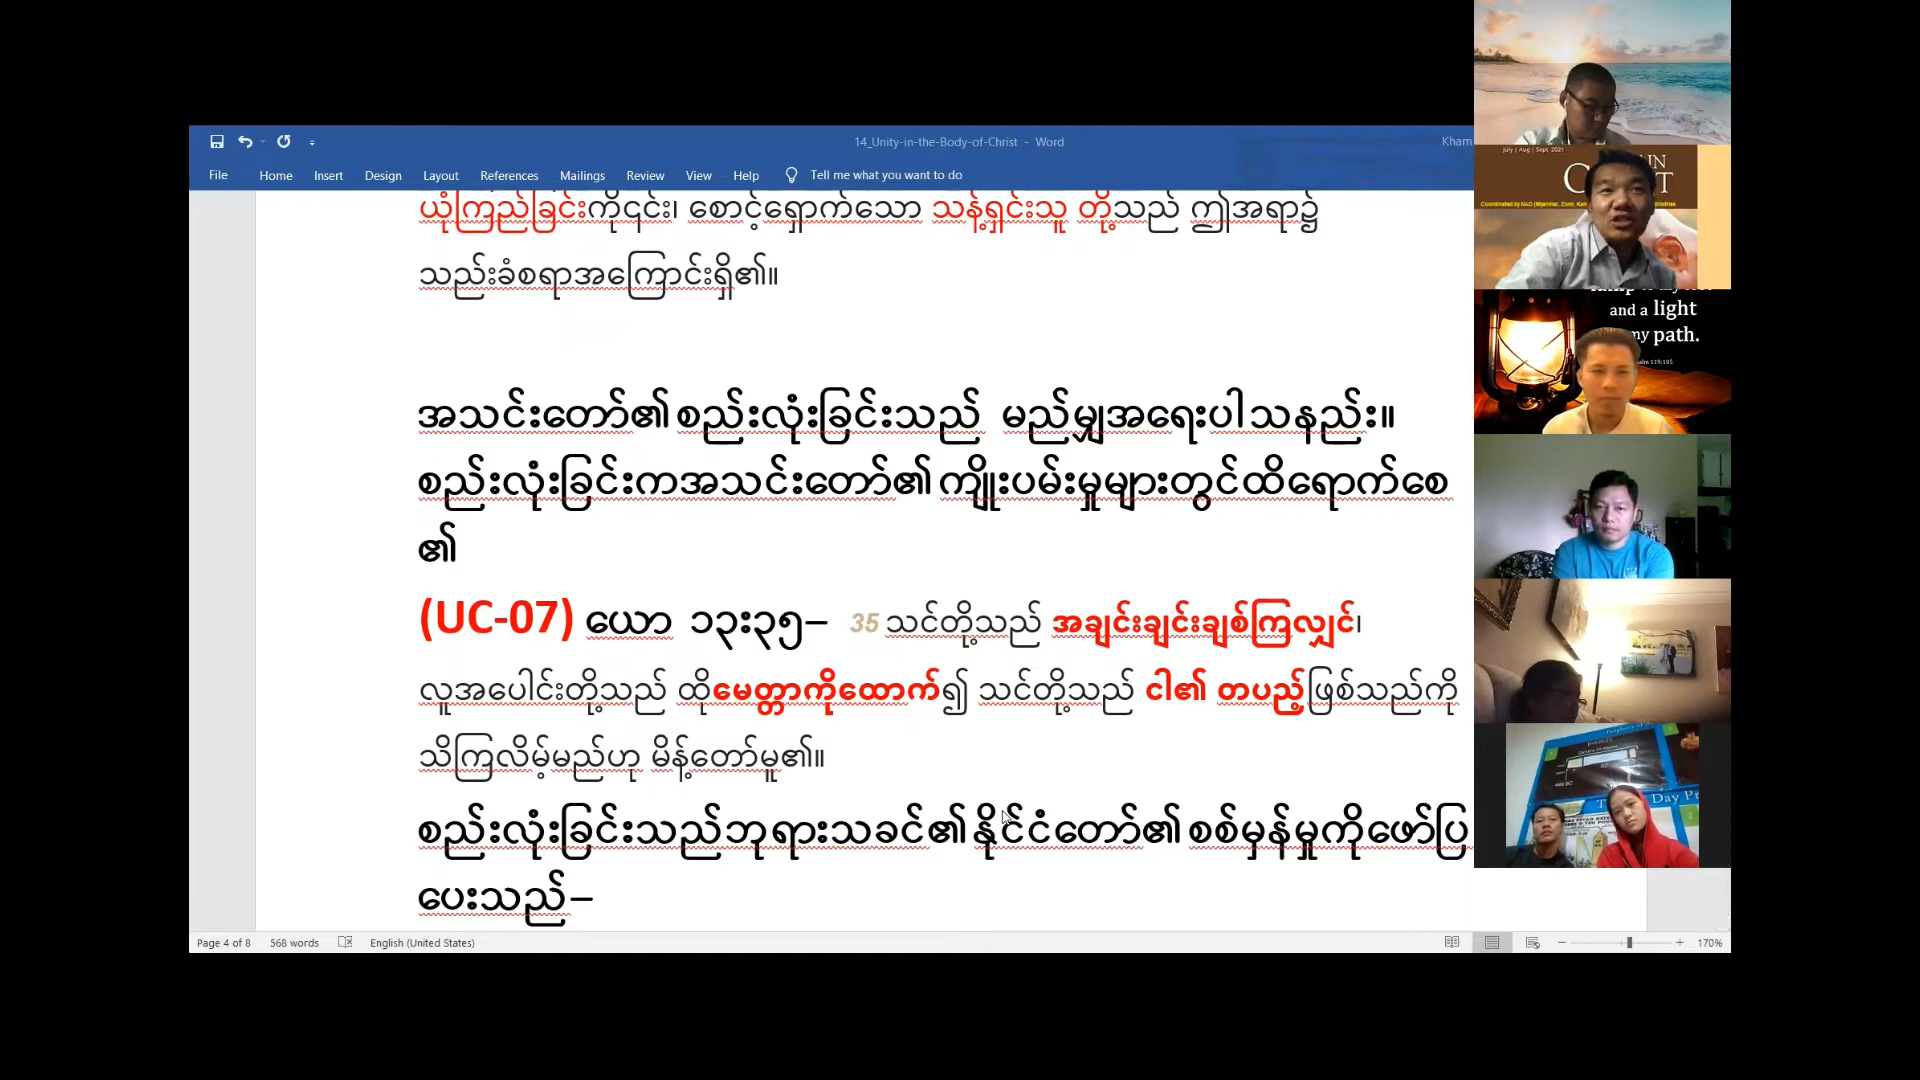 14_Unity-in-the-Body-of-Christ - Word
Kham
File Home Insert Design Layout References Mailings Review View Help Tell me what you want to do
ယုံကြည်ခြင်းကို၎င်း၊ စောင့်ရှောက်သော သန့်ရှင်းသူ တို့သည် ဤအရာ၌
သည်းခံစရာအကြောင်းရှိ၏။
အသင်းတော်၏စည်းလုံးခြင်းသည် မည်မျှအရေးပါသနည်း။
စည်းလုံးခြင်းကအသင်းတော်၏ကျိုးပမ်းမှုများတွင်ထိရောက်စေ
၏
(UC-07) ယော ၁၃း၃၅– 35 သင်တို့သည် အချင်းချင်းချစ်ကြလျှင်၊
လူအပေါင်းတို့သည် ထိုမေတ္တာကိုထောက်၍ သင်တို့သည် ငါ၏ တပည့်ဖြစ်သည်ကို
သိကြလိမ့်မည်ဟု မိန့်တော်မူ၏။
စည်းလုံးခြင်းသည်ဘုရားသခင်၏နိုင်ငံတော်၏စစ်မှန်မှုကိုဖော်ပြ
ပေးသည်–
Page 4 of 8 568 words English (United States) 170%
July | Aug | Sept 2021
and a light
my path.